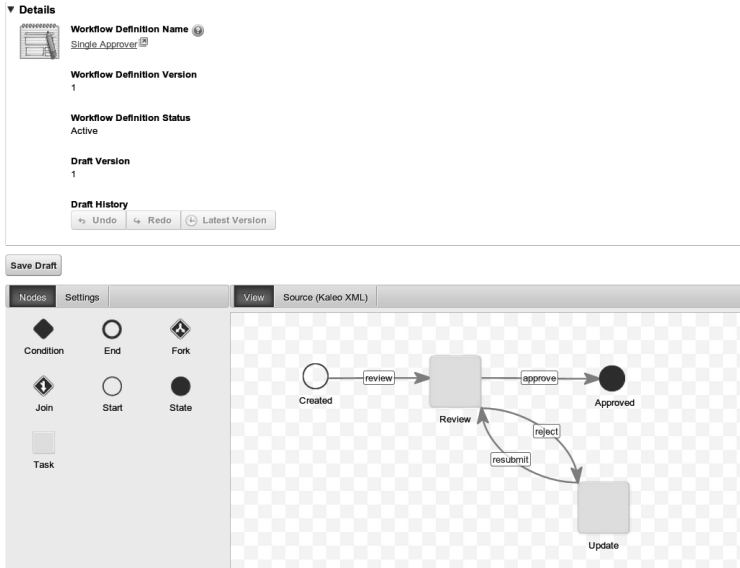 Details
Workflow Definition Name
Single Approver
Workflow Definition Version
1
Workflow Definition Status
Active
Draft Version
1
Draft History
Undo Redo Latest Version
Save Draft
Nodes Settings View Source (Kaleo XML)
Condition End Fork
Join Start State
Task
review approve
Created Approved
Review
reject
resubmit
Update